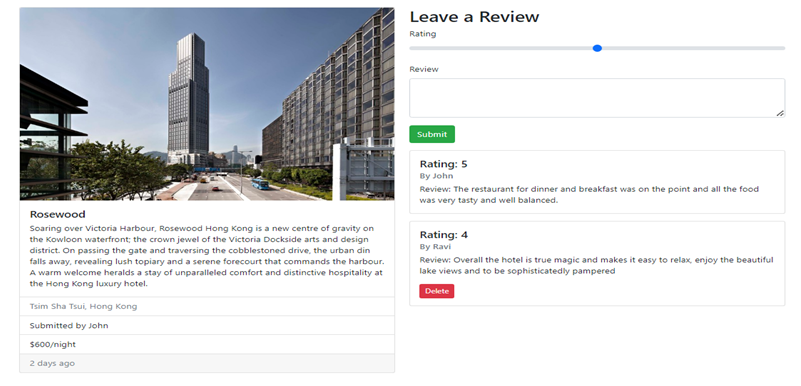 Rosewood
Soaring over Victoria Harbour, Rosewood Hong Kong is a new centre of gravity on
the Kowloon waterfront; the crown jewel of the Victoria Dockside arts and design
district. On passing the gate and traversing the cobblestoned drive, the urban din
falls away, revealing lush topiary and a serene forecourt that commands the harbour.
A warm welcome heralds a stay of unparalleled comfort and distinctive hospitality at
the Hong Kong luxury hotel.
Tsim Sha Tsui, Hong Kong
Submitted by John
$600/night
2 days ago
Leave a Review
Rating
Review
Submit
Rating: 5
By John
Review: The restaurant for dinner and breakfast was on the point and all the food
was very tasty and well balanced.
Rating: 4
By Ravi
Review: Overall the hotel is true magic and makes it easy to relax, enjoy the beautiful
lake views and to be sophisticatedly pampered
Delete